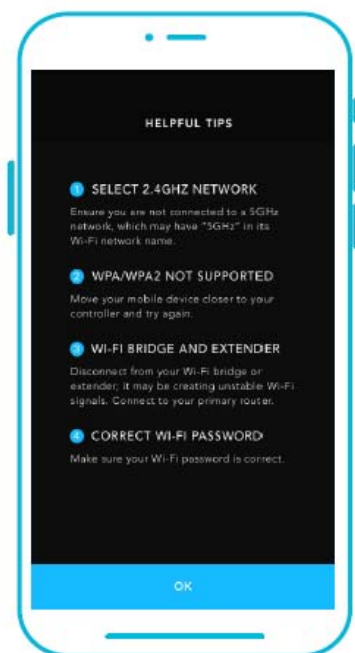 HELPFUL TIPS
1 SELECT 2.4GHZ NETWORK
Ensure you are not connected to a 5GHz
network, which may have "5GHz" in its
Wi-Fi network name.
2 WPA/WPA2 NOT SUPPORTED
Move your mobile device closer to your
controller and try again.
3 WI-FI BRIDGE AND EXTENDER
Disconnect from your Wi-Fi bridge or
extender; it may be creating unstable Wi-Fi
signals. Connect to your primary router.
4 CORRECT WI-FI PASSWORD
Make sure your Wi-Fi password is correct.
OK